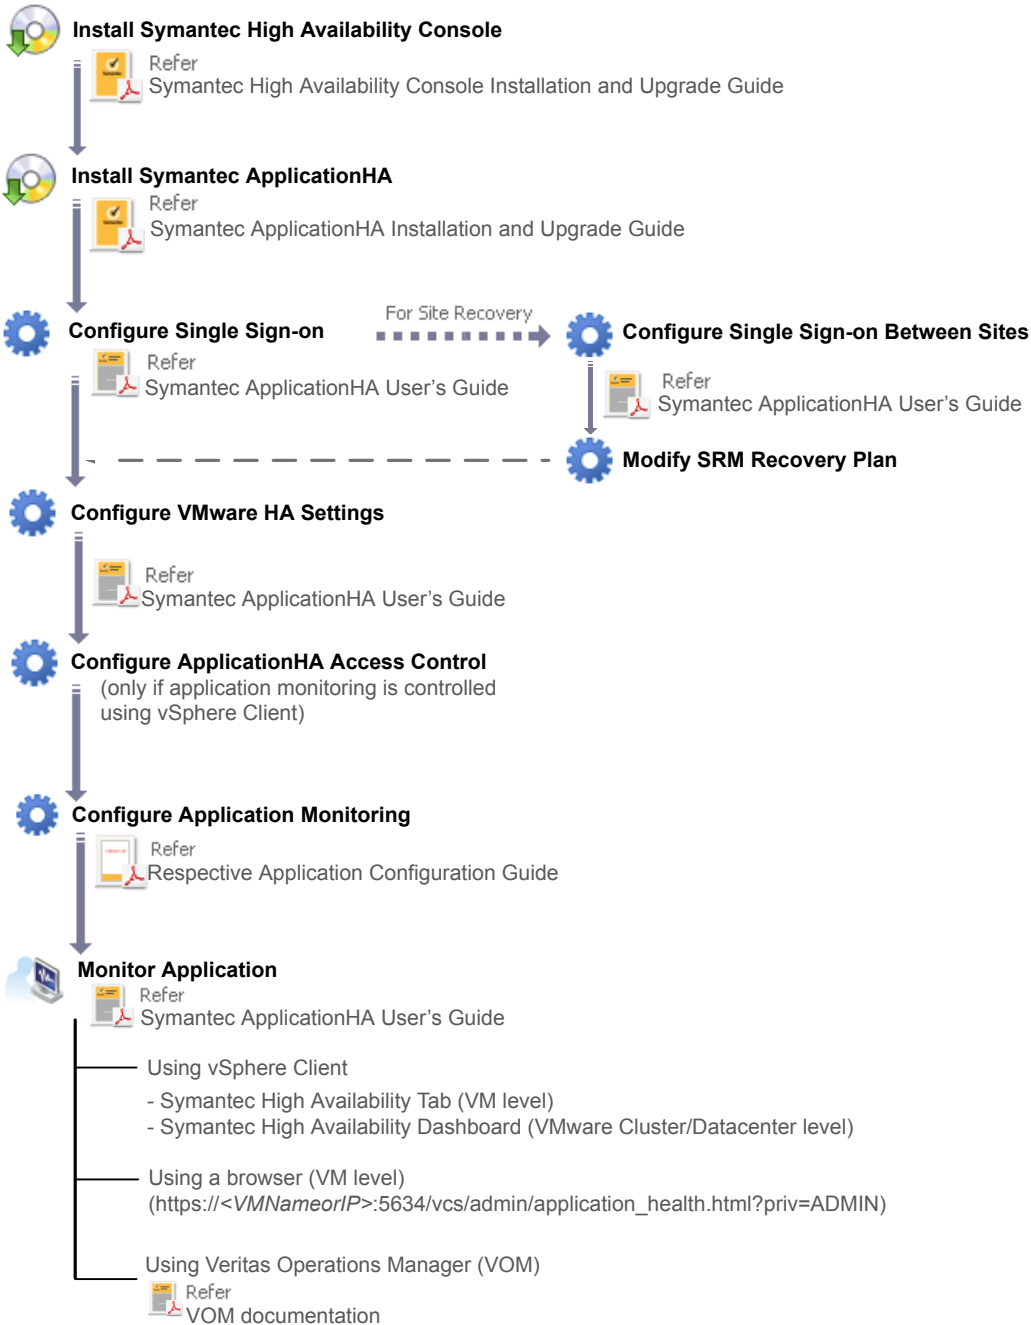 Install Symantec High Availability Console
Refer
Symantec High Availability Console Installation and Upgrade Guide
Install Symantec ApplicationHA
Refer
Symantec ApplicationHA Installation and Upgrade Guide
For Site Recovery
Configure Single Sign-on
Configure Single Sign-on Between Sites
Refer
Symantec ApplicationHA User's Guide
Refer
Symantec ApplicationHA User's Guide
Modify SRM Recovery Plan
Configure VMware HA Settings
Refer
Symantec ApplicationHA User's Guide
Configure ApplicationHA Access Control
(only if application monitoring is controlled
using vSphere Client)
Configure Application Monitoring
Refer
Respective Application Configuration Guide
Monitor Application
Refer
Symantec ApplicationHA User's Guide
Using vSphere Client
- Symantec High Availability Tab (VM level)
- Symantec High Availability Dashboard (VMware Cluster/Datacenter level)
Using a browser (VM level)
(https://<VMNameorIP>:5634/vcs/admin/application_health.html?priv=ADMIN)
Using Veritas Operations Manager (VOM)
Refer
VOM documentation